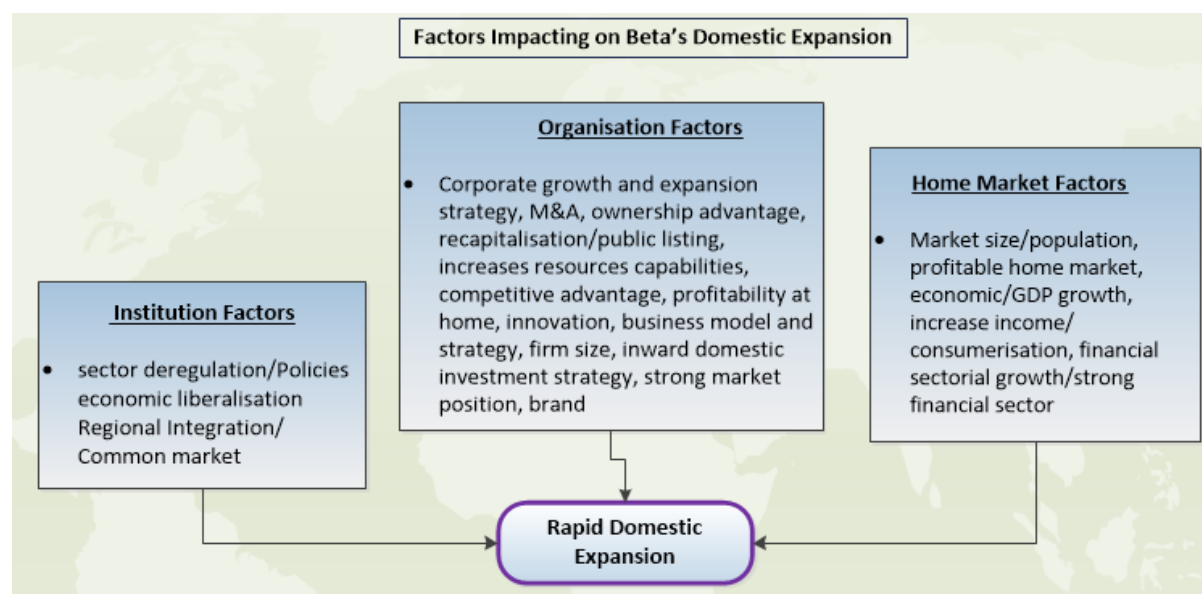 Factors Impacting on Beta's Domestic Expansion
Organisation Factors
• Corporate growth and expansion
strategy, M&A, ownership advantage,
recapitalisation/public listing,
increases resources capabilities,
competitive advantage, profitability at
home, innovation, business model and
strategy, firm size, inward domestic
investment strategy, strong market
position, brand
Home Market Factors
• Market size/population,
profitable home market,
economic/GDP growth,
increase income/
consumerisation, financial
sectorial growth/strong
financial sector
Institution Factors
• sector deregulation/Policies
economic liberalisation
Regional Integration/
Common market
Rapid Domestic
Expansion